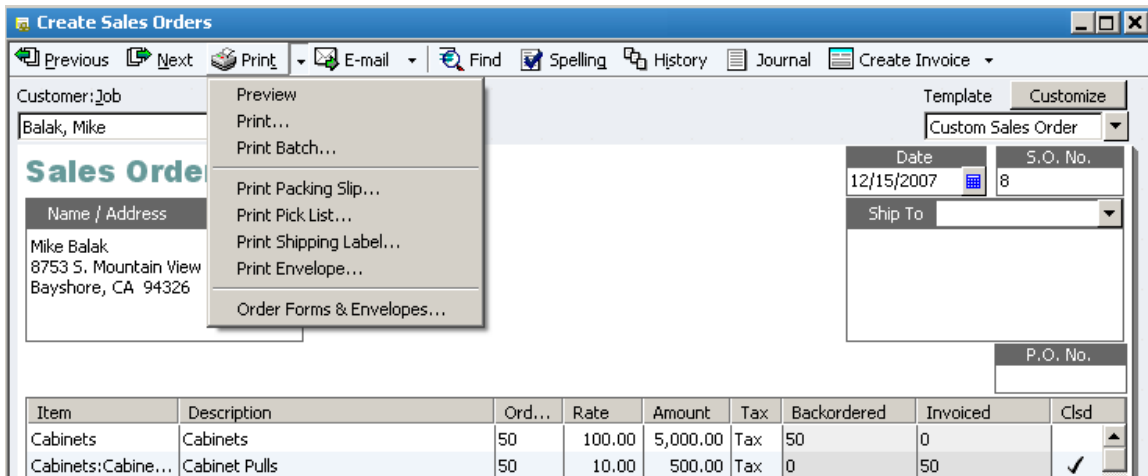 Create Sales Orders
Previous Next Print E-mail Find Spelling History Journal Create Invoice
Customer:Job
Template Customize
Balak, Mike
Custom Sales Order
Preview
Print...
Print Batch...
Print Packing Slip...
Print Pick List...
Print Shipping Label...
Print Envelope...
Order Forms & Envelopes...
Sales Orde
Date S.O. No.
12/15/2007 8
Name / Address
Ship To
Mike Balak
8753 S. Mountain View
Bayshore, CA 94326
P.O. No.
Item Description Ord... Rate Amount Tax Backordered Invoiced Clsd
Cabinets Cabinets 50 100.00 5,000.00 Tax 50 0
Cabinets:Cabine... Cabinet Pulls 50 10.00 500.00 Tax 0 50 ✓